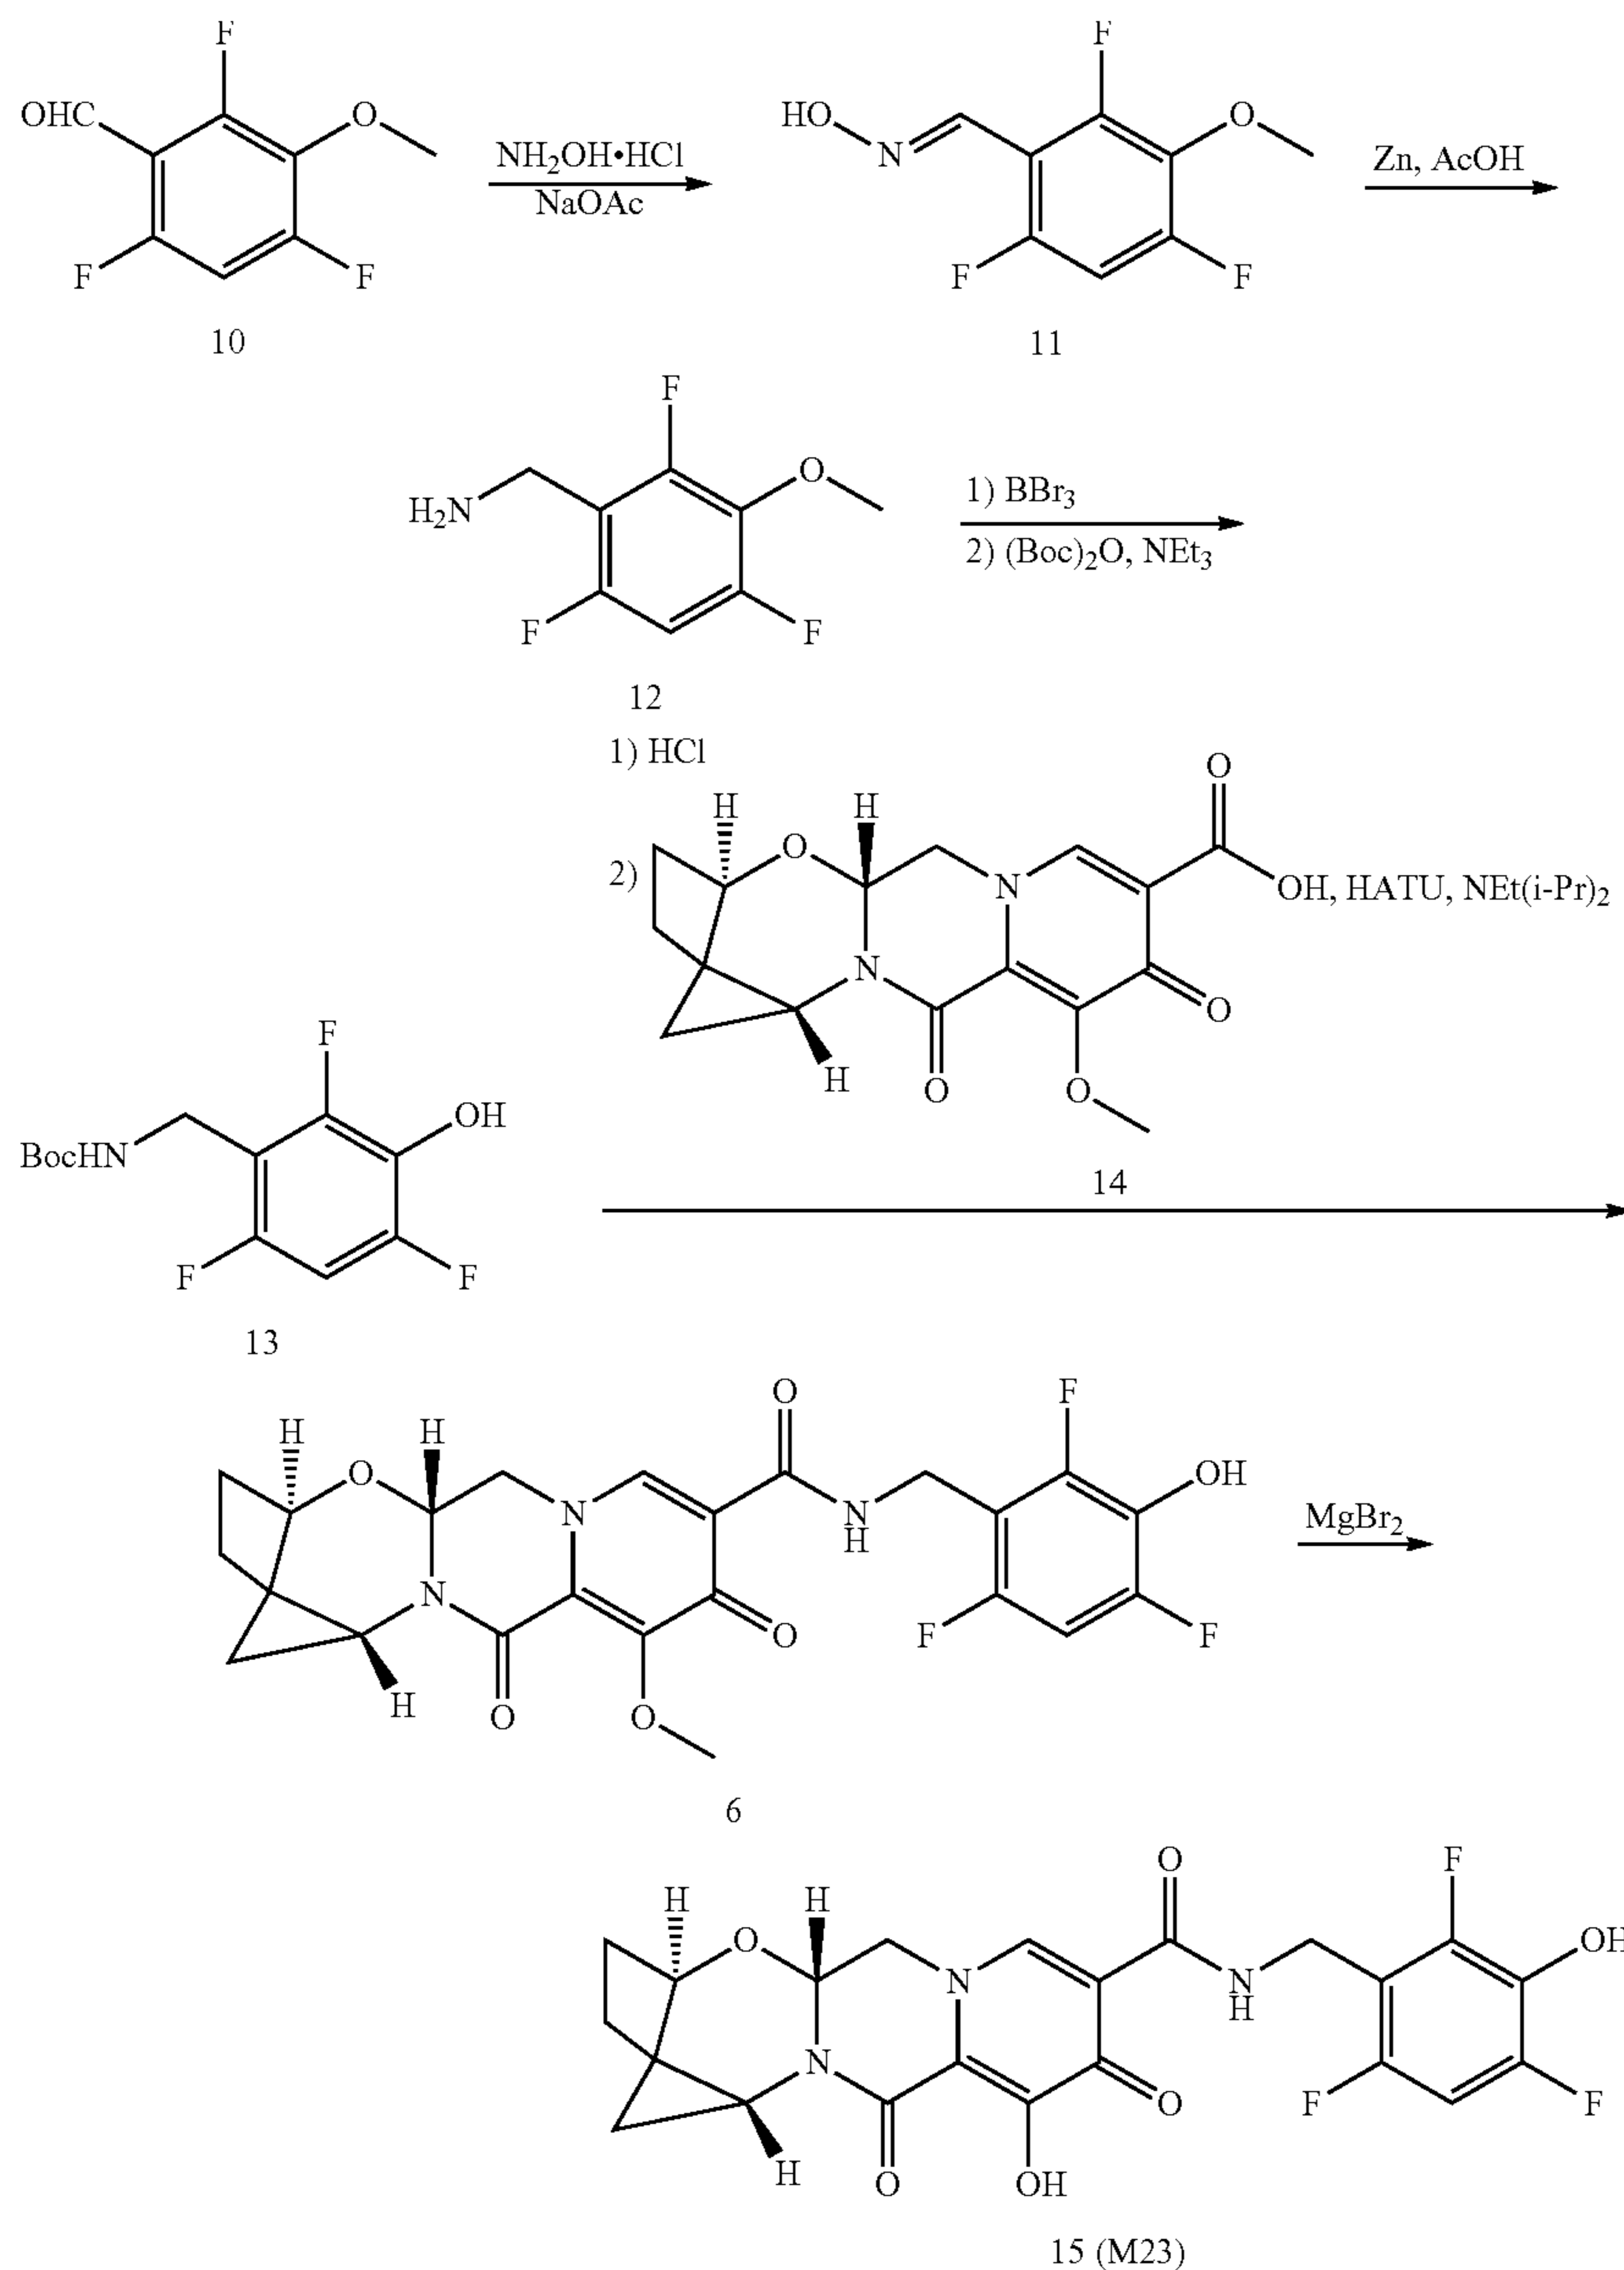 F
OHC
O
F
F
10
NH2OH•HCl
NaOAc
HO
N
F
O
F
F
11
Zn, AcOH
H2N
F
O
F
F
12
1) BBr3
2) (Boc)2O, NEt3
1) HCl
2)
H
O
H
N
N
H
O
O
O
O
OH, HATU, NEt(i-Pr)2
14
BocHN
F
OH
F
F
13
H
O
H
N
N
H
O
O
O
O
N
H
F
OH
F
F
6
MgBr2
H
O
H
N
N
H
O
OH
O
O
N
H
F
OH
F
F
15 (M23)